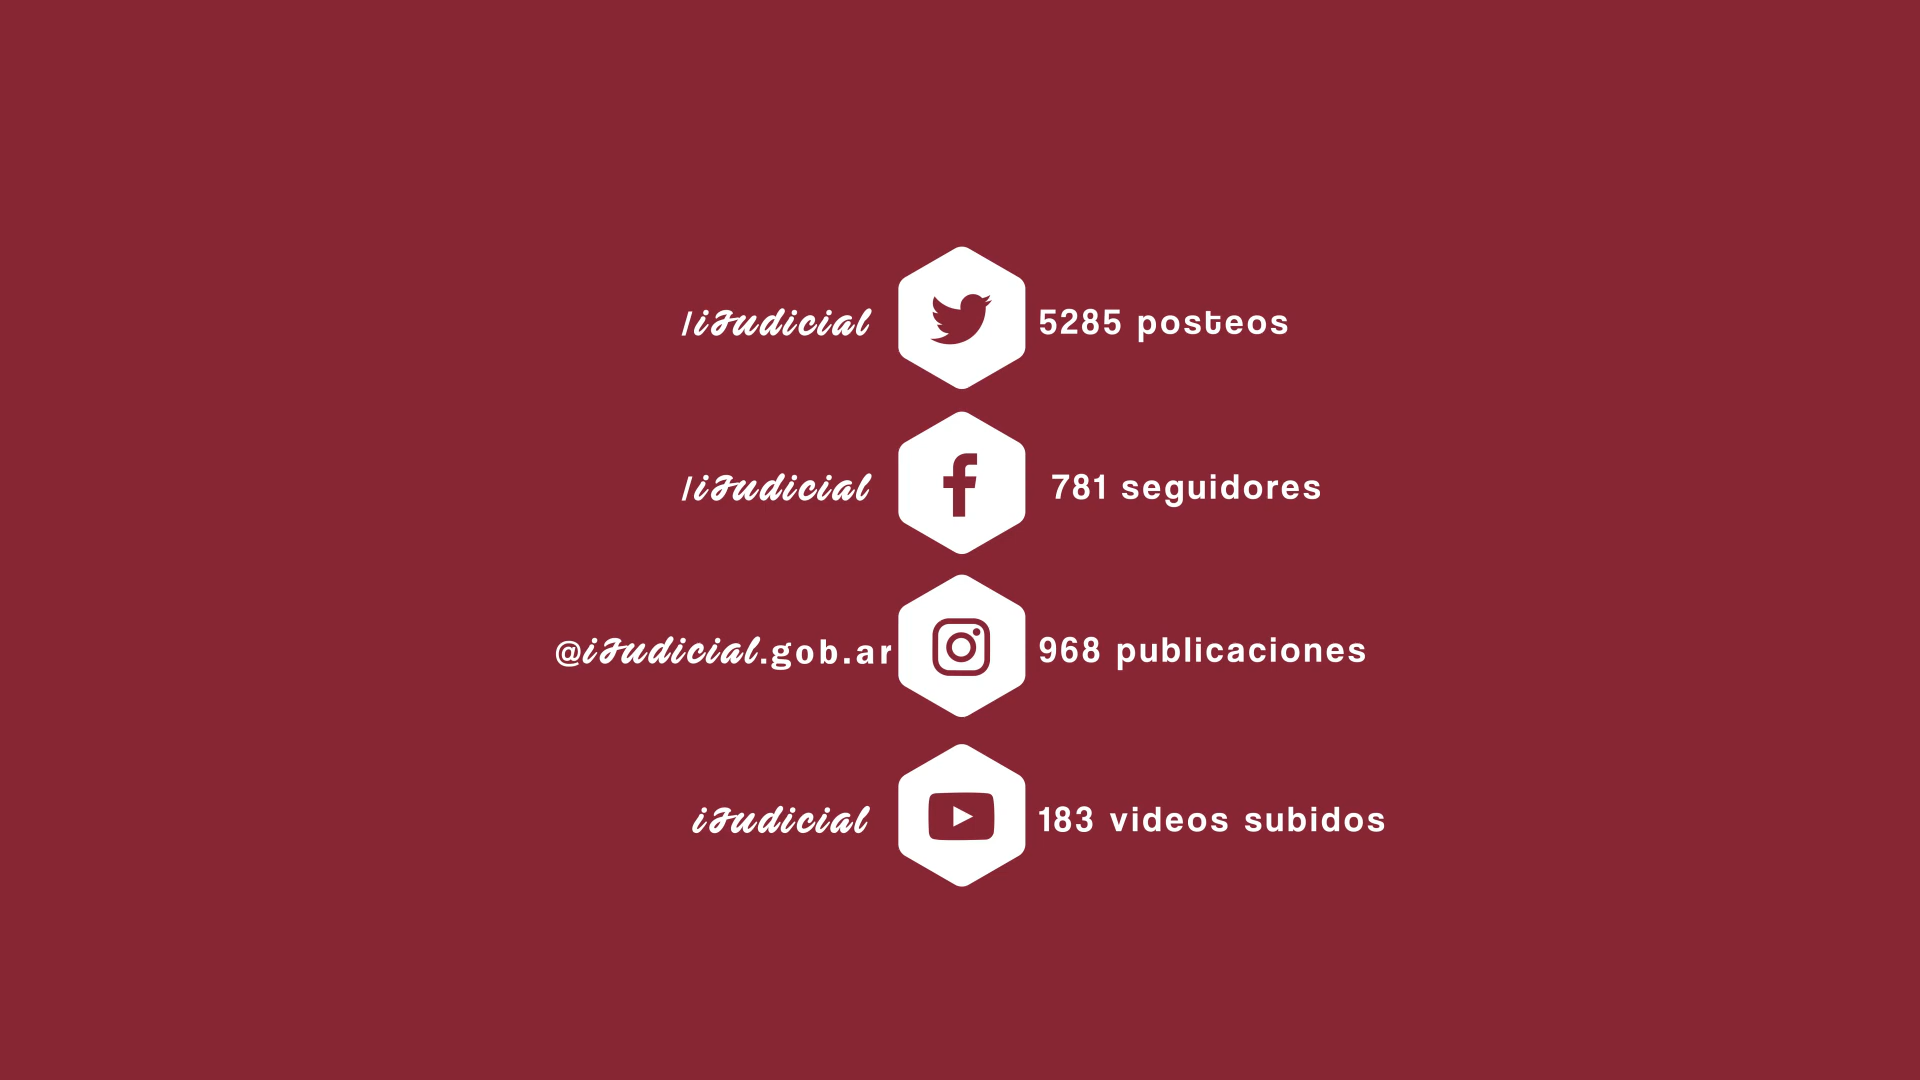 /iJudicial 5285 posteos
/iJudicial 781 seguidores
@iJudicial.gob.ar 968 publicaciones
iJudicial 183 videos subidos